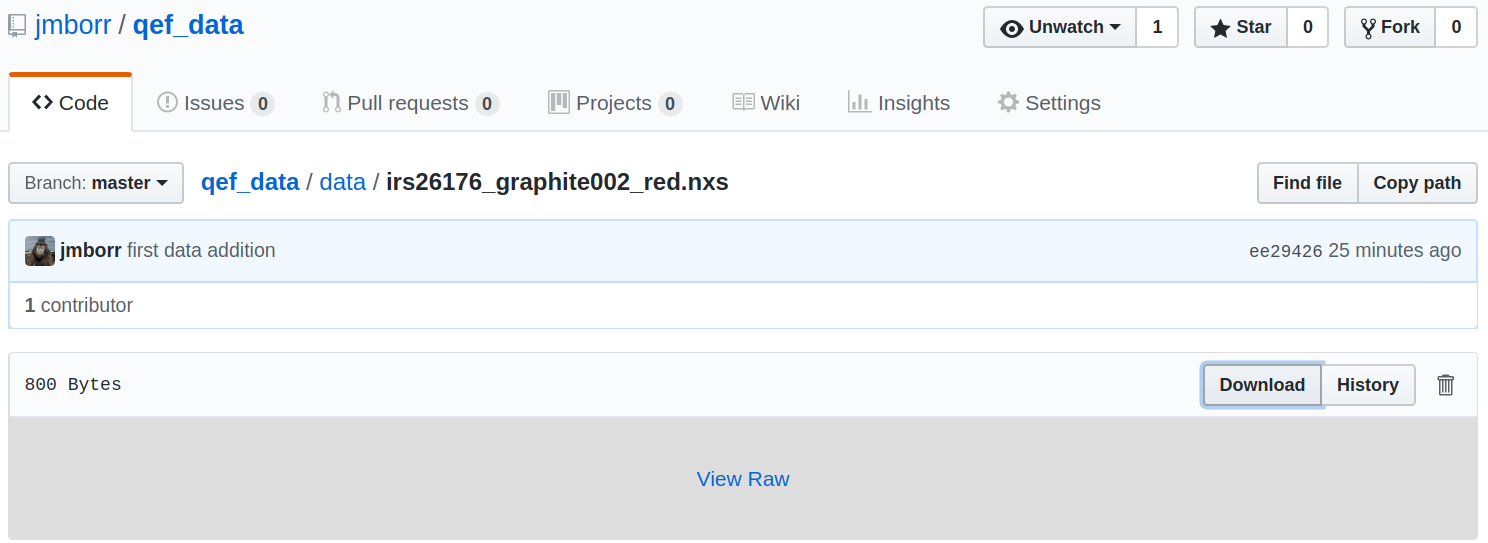 jmborr / qef_data Unwatch 1 Star 0 Fork 0
Code Issues 0 Pull requests 0 Projects 0 Wiki Insights Settings
Branch: master qef_data / data / irs26176_graphite002_red.nxs Find file Copy path
jmborr first data addition ee29426 25 minutes ago
1 contributor
800 Bytes Download History
View Raw